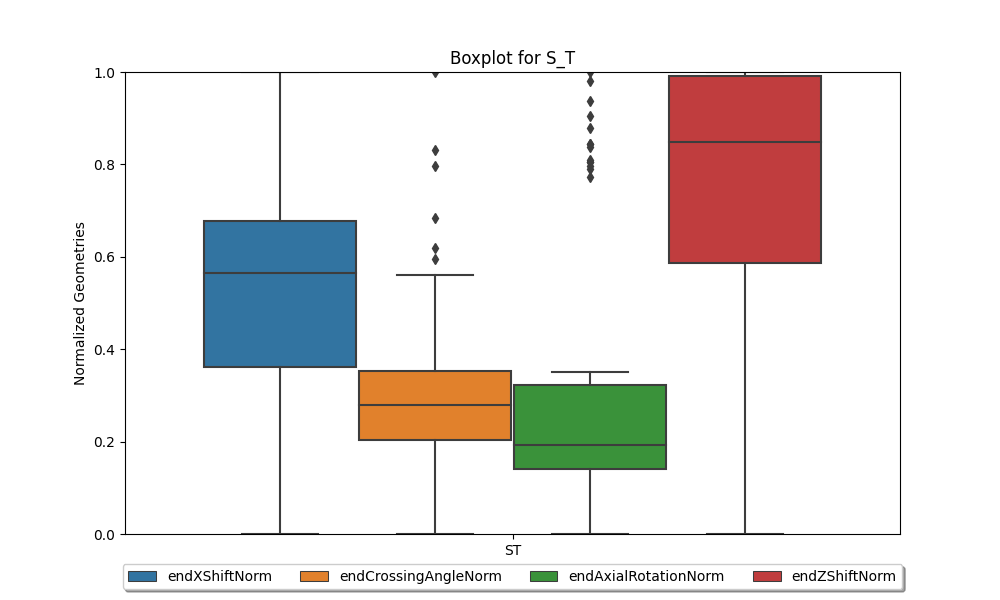 Boxplot for S_T
1.0
0.8
0.6
0.4
0.2
0.0
Normalized Geometries
ST
endXShiftNorm endCrossingAngleNorm endAxialRotationNorm endZShiftNorm